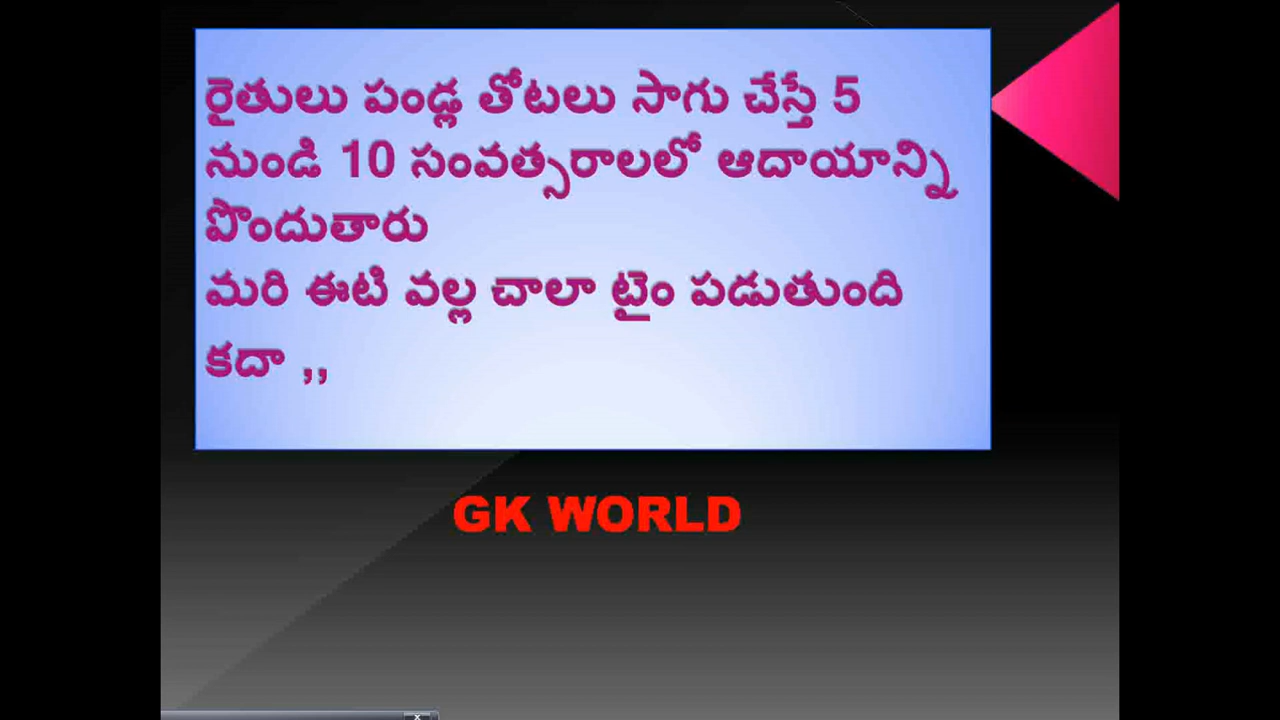 రైతులు పండ్ల తోటలు సాగు చేస్తే 5
నుండి 10 సంవత్సరాలలో ఆదాయాన్ని
పొందుతారు
మరి ఈటి వల్ల చాలా టైం పడుతుంది
కదా ,,
GK WORLD